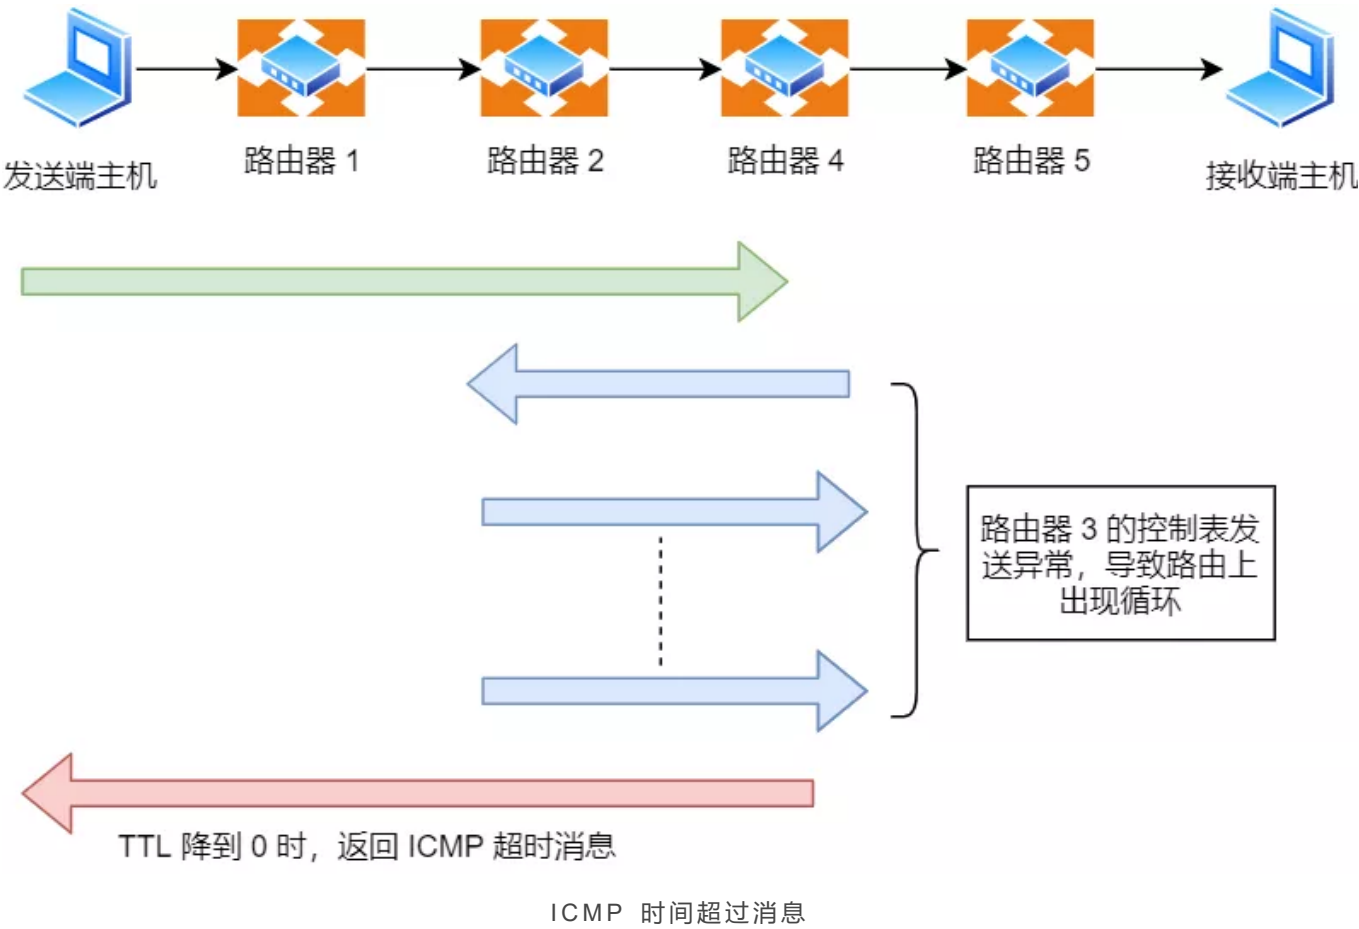 发送端主机
路由器 1
路由器 2
路由器 4
路由器 5
接收端主机
路由器 3 的控制表发
送异常，导致路由上
出现循环
TTL 降到 0 时，返回 ICMP 超时消息
ICMP 时间超过消息